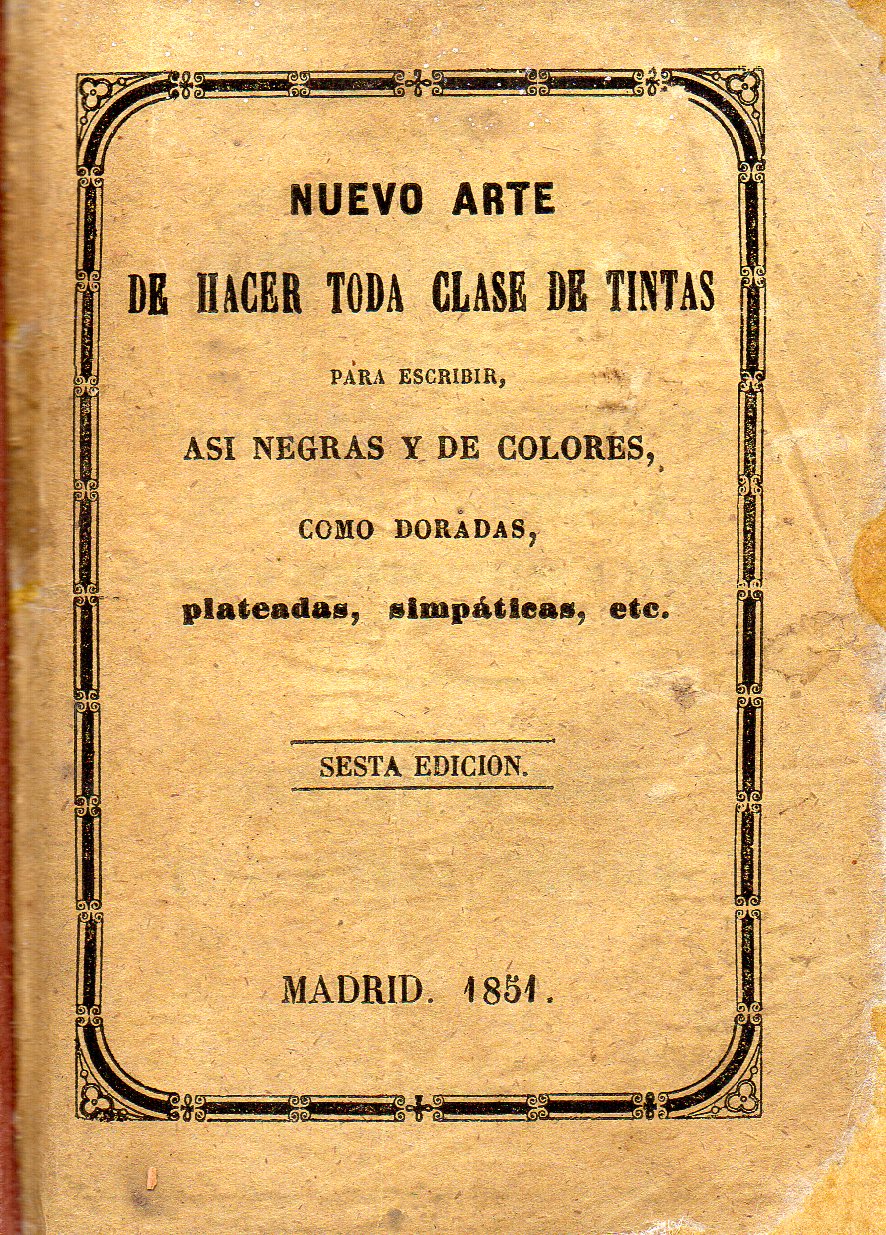 NUEVO ARTE
DE HACER TODA CLASE DE TINTAS
PARA ESCRIBIR,
ASI NEGRAS Y DE COLORES,
COMO DORADAS,
plateadas, simpáticas, etc.
SESTA EDICION.
MADRID. 1851.